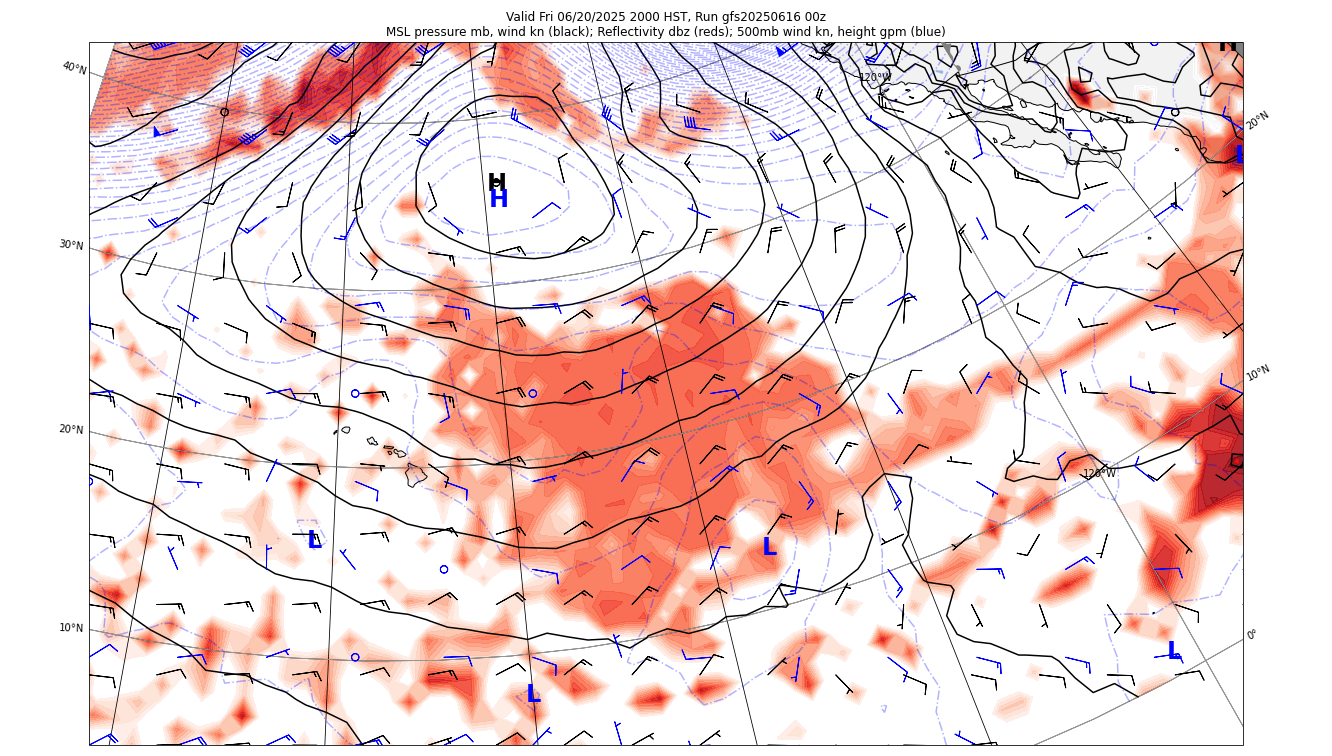 Valid Fri 06/20/2025 2000 HST, Run gfs20250616 00z
MSL pressure mb, wind kn (black); Reflectivity dbz (reds); 500mb wind kn, height gpm (blue)
H
40°N
120°W
20°N
L
H
H
30°N
10°N
20°N
120°W
L
L
10°N
0°
L
L